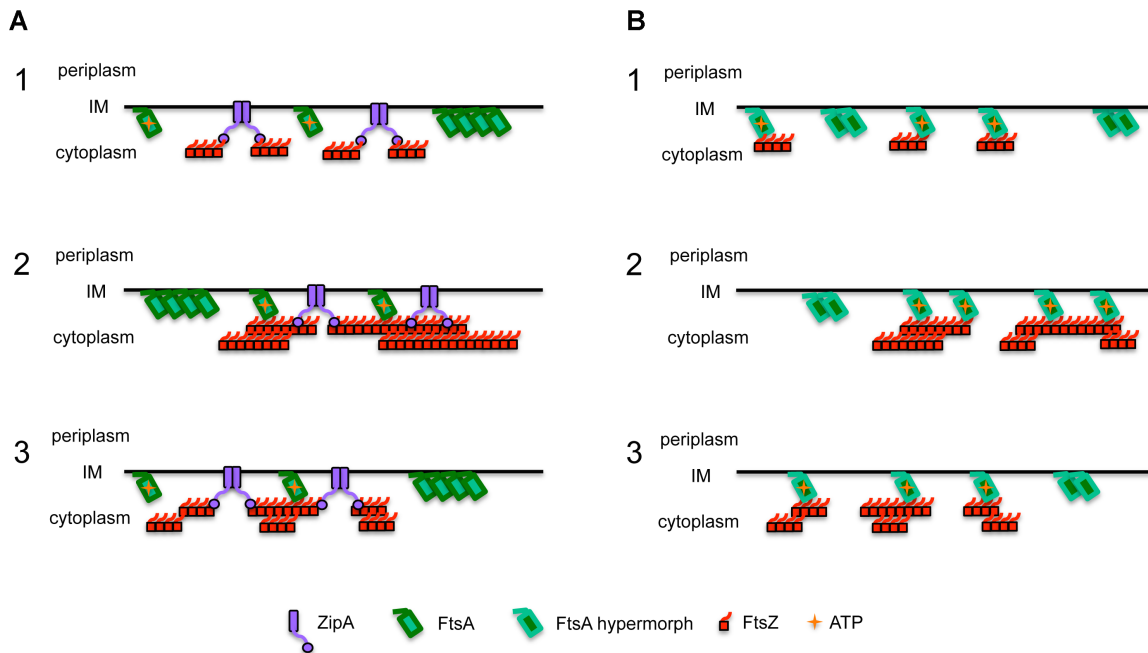 A
1
periplasm
IM
cytoplasm
2
periplasm
IM
cytoplasm
3
periplasm
IM
cytoplasm
B
1
periplasm
IM
cytoplasm
2
periplasm
IM
cytoplasm
3
periplasm
IM
cytoplasm
ZipA
FtsA
FtsA hypermorph
FtsZ
ATP